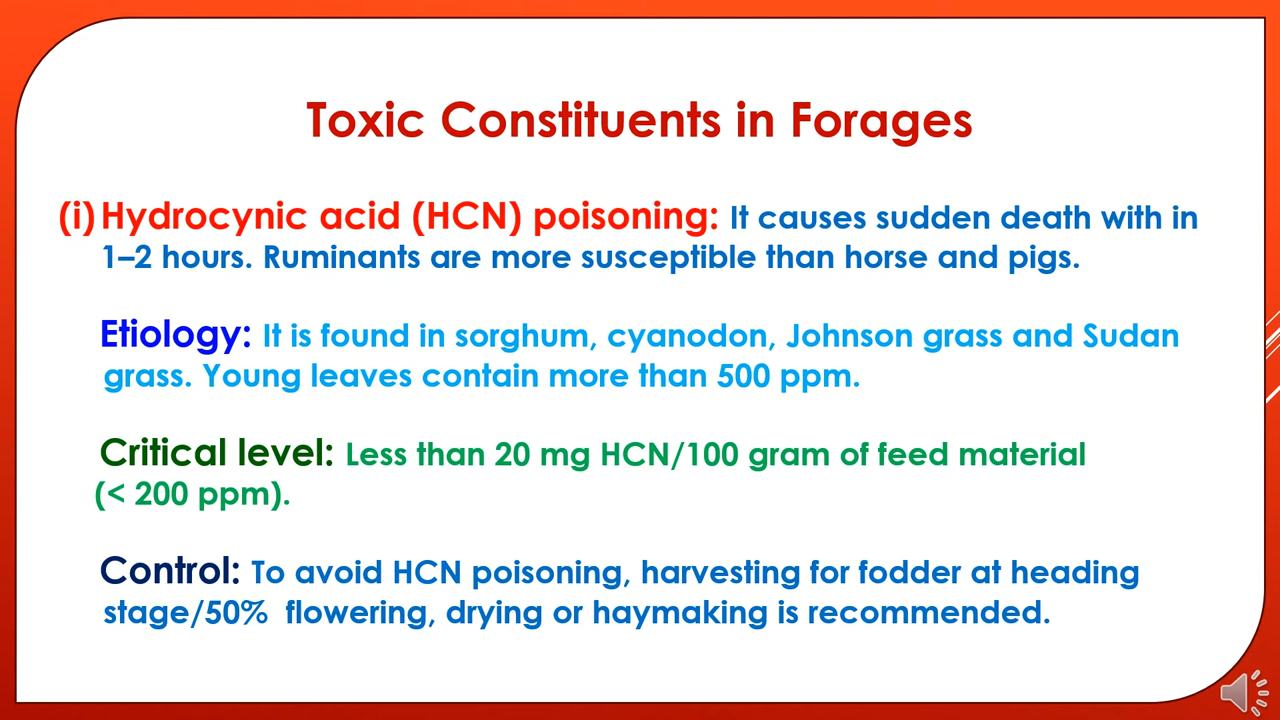 Toxic Constituents in Forages
(i) Hydrocynic acid (HCN) poisoning: It causes sudden death with in
1–2 hours. Ruminants are more susceptible than horse and pigs.
Etiology: It is found in sorghum, cyanodon, Johnson grass and Sudan
grass. Young leaves contain more than 500 ppm.
Critical level: Less than 20 mg HCN/100 gram of feed material
(< 200 ppm).
Control: To avoid HCN poisoning, harvesting for fodder at heading
stage/50% flowering, drying or haymaking is recommended.